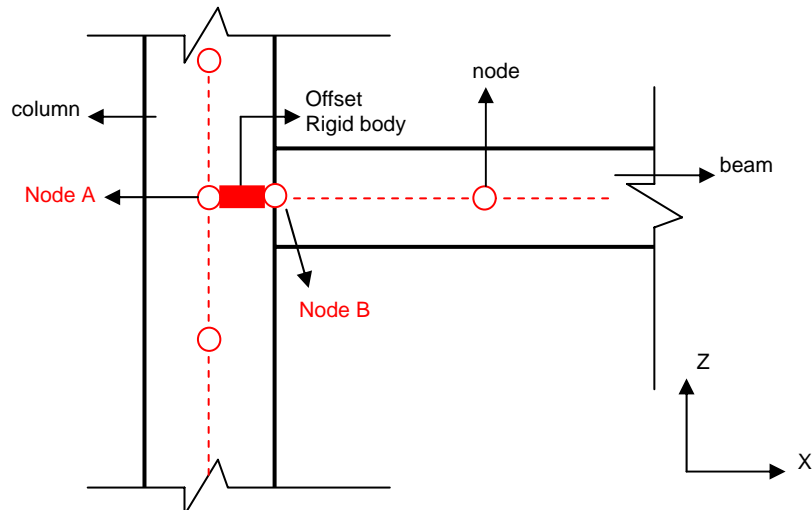 node
Offset
Rigid body
column
beam
Node A
Node B
Z
X